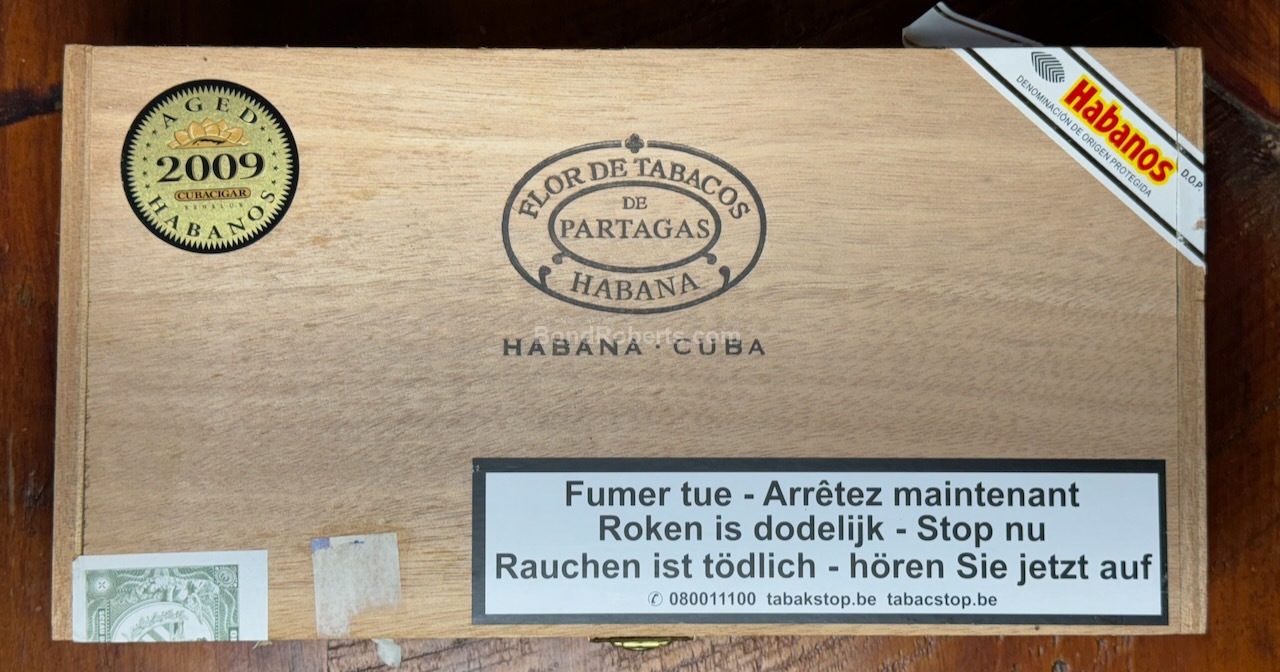 AGED
2009
CUBACIGAR
BENELUX
HABANOS
FLOR DE TABACOS
DE
PARTAGAS
HABANA
HABANA · CUBA
BondRoberts.com
Habanos
DENOMINACIÓN DE ORIGEN PROTEGIDA
D.O.P.
Fumer tue - Arrêtez maintenant
Roken is dodelijk - Stop nu
Rauchen ist tödlich - hören Sie jetzt auf
✆ 080011100 tabakstop.be tabacstop.be